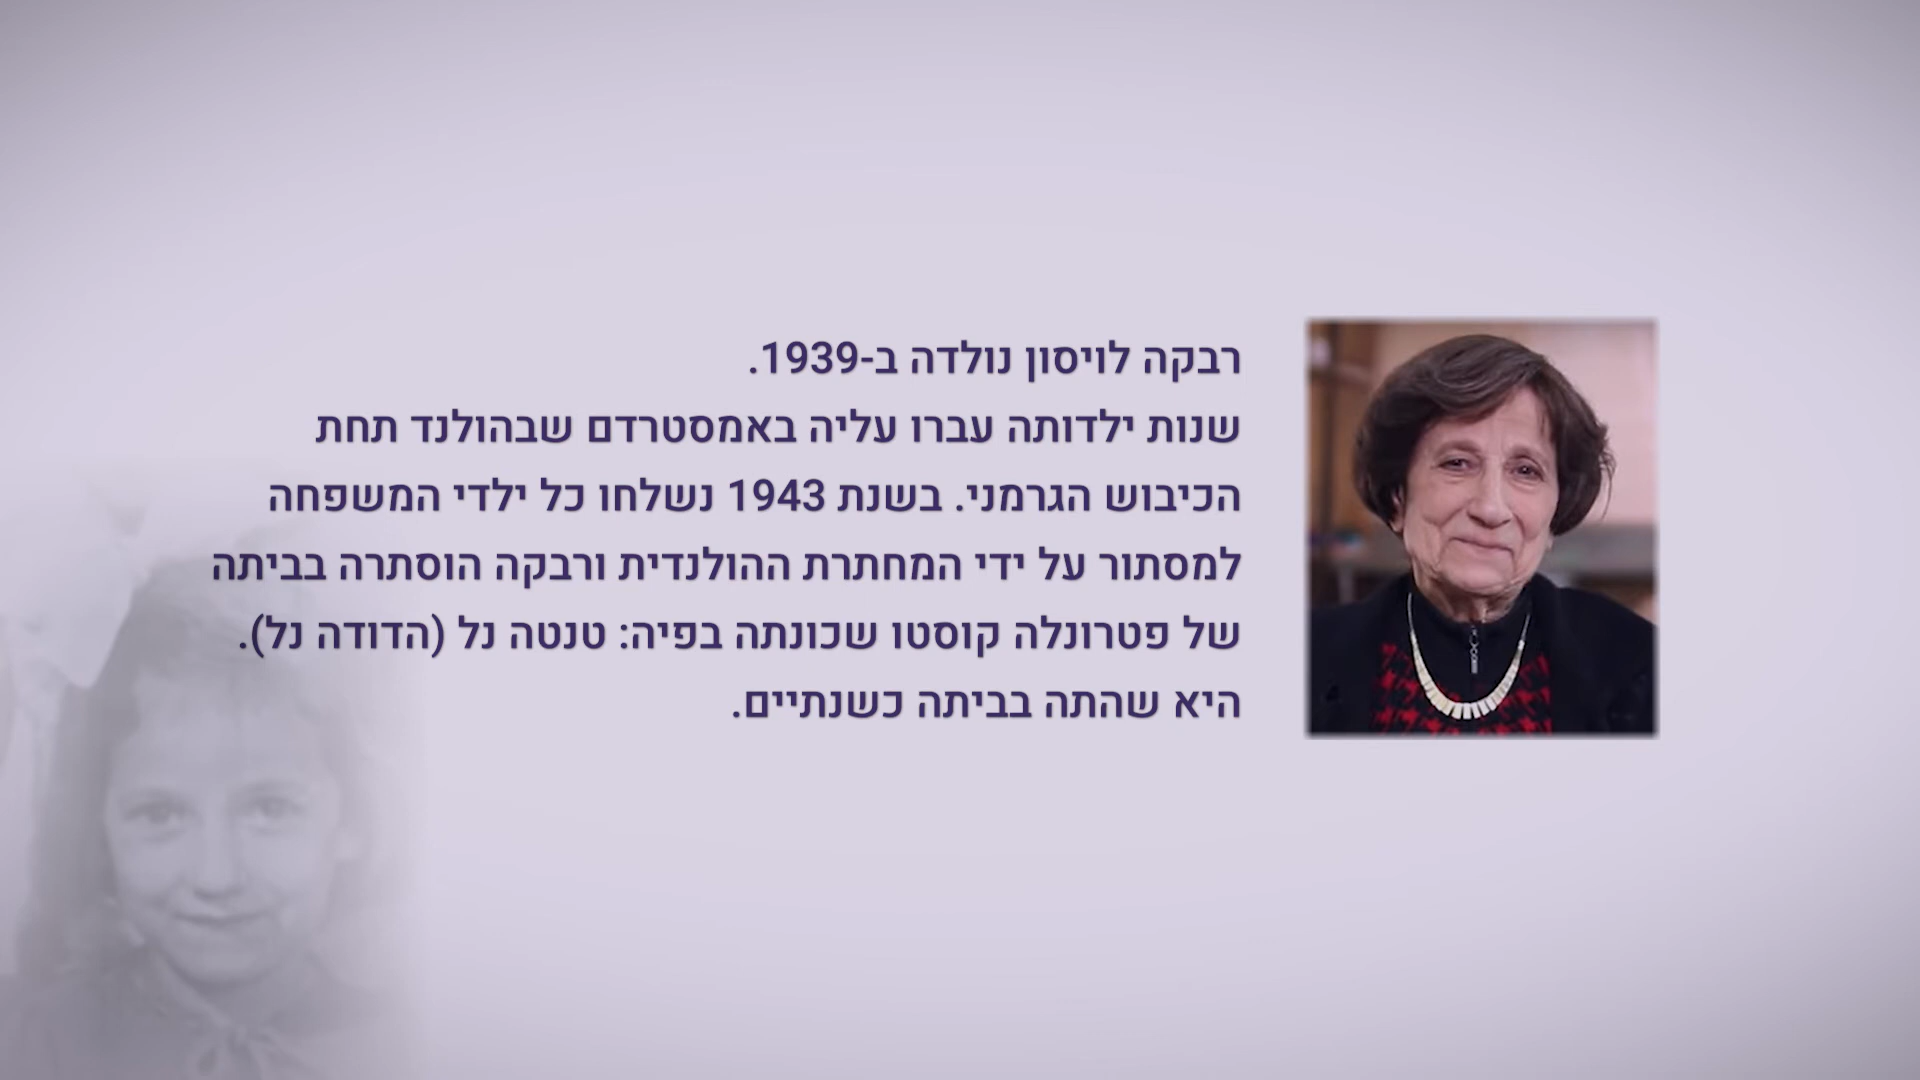 רבקה לויסון נולדה ב-1939.
שנות ילדותה עברו עליה באמסטרדם שבהולנד תחת
הכיבוש הגרמני. בשנת 1943 נשלחו כל ילדי המשפחה
למסתור על ידי המחתרת ההולנדית ורבקה הוסתרה בביתה
של פטרונלה קוסטו שכונתה בפיה: טנטה נל (הדודה נל).
היא שהתה בביתה כשנתיים.